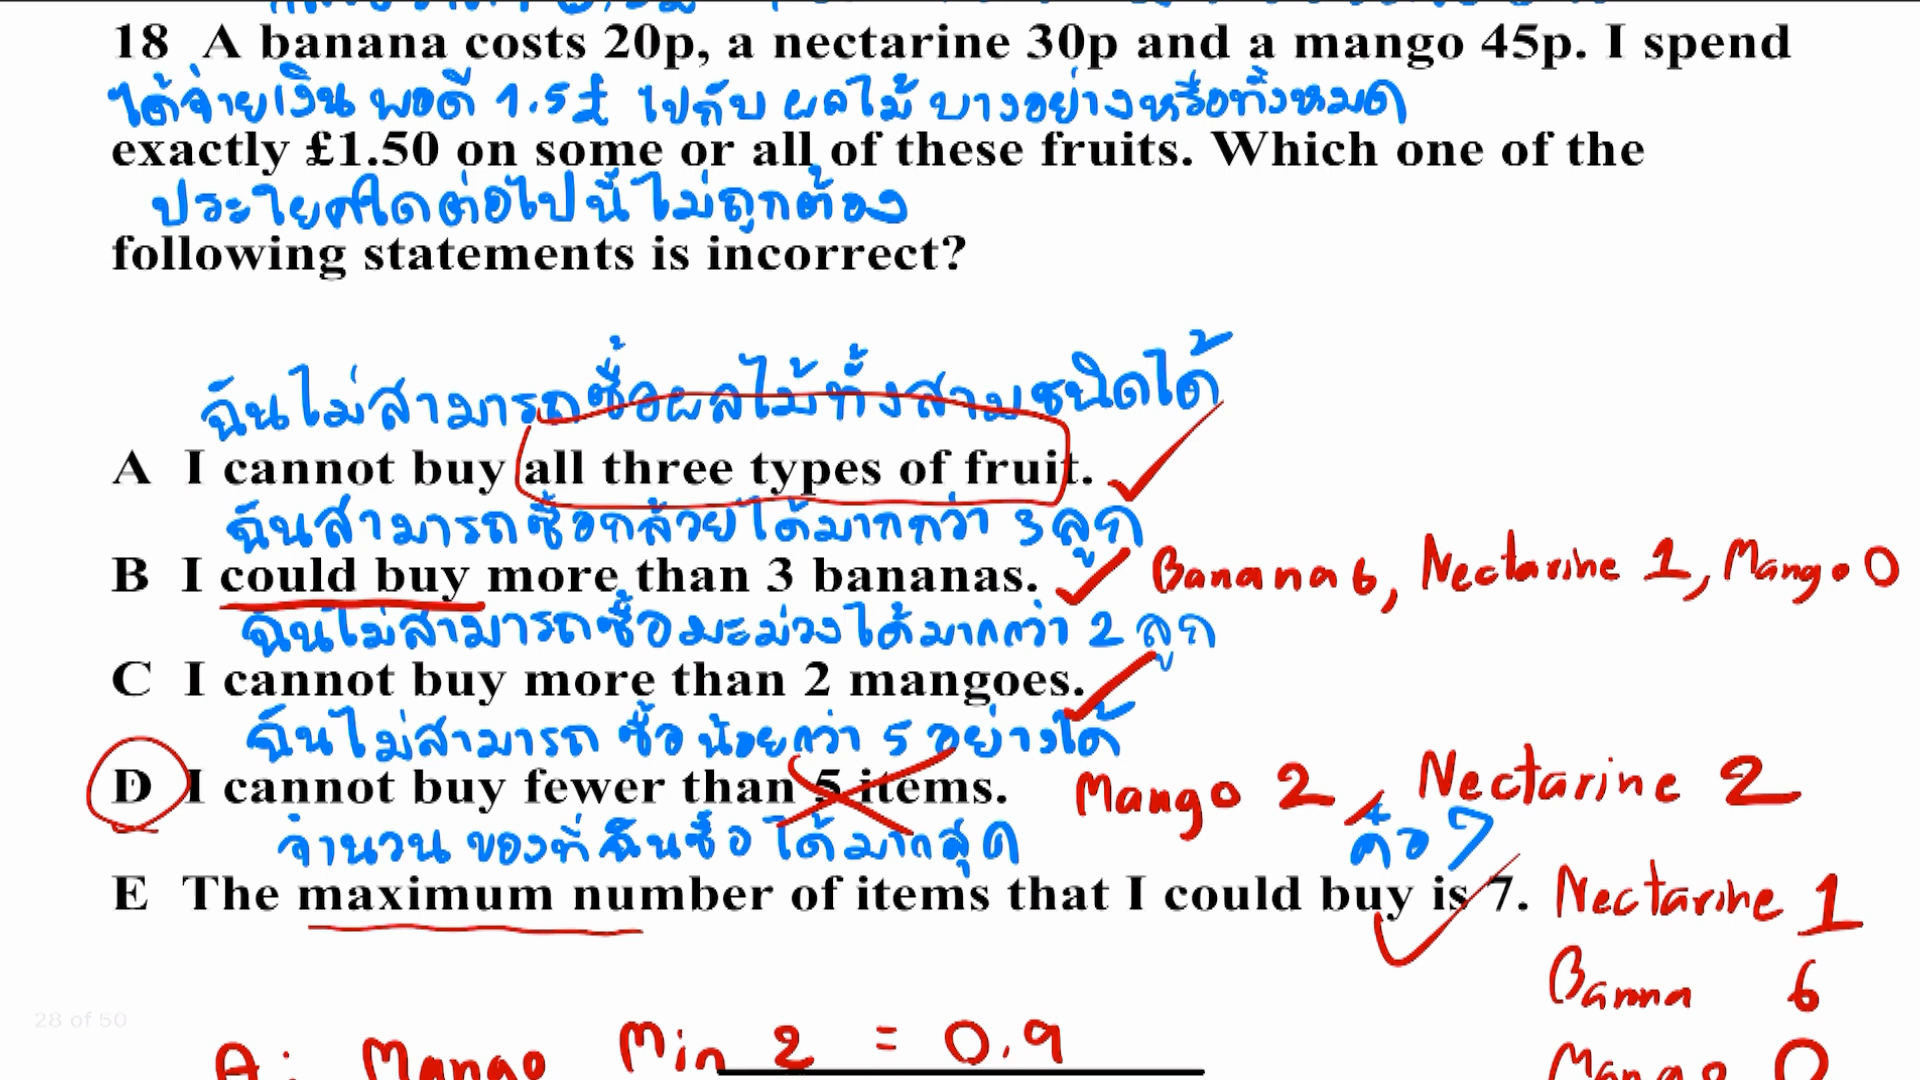 18 A banana costs 20p, a nectarine 30p and a mango 45p. I spend
ได้จ่ายเงิน พอดี 1.5£ ไปกับ ผลไม้ บางอย่างหรือทั้งหมด
exactly £1.50 on some or all of these fruits. Which one of the
ประโยคใดต่อไปนี้ไม่ถูกต้อง
following statements is incorrect?
ฉันไม่สามารถซื้อผลไม้ทั้งสามชนิดได้
A I cannot buy all three types of fruit.
ฉันสามารถซื้อกล้วยได้มากกว่า 3 ลูก
B I could buy more than 3 bananas. Banana 6, Nectarine 1, Mango 0
ฉันไม่สามารถซื้อมะม่วงได้มากกว่า 2 ลูก
C I cannot buy more than 2 mangoes.
ฉันไม่สามารถ ซื้อ น้อยกว่า 5 อย่างได้
D I cannot buy fewer than 5 items. Mango 2, Nectarine 2
จำนวน ของที่ ฉันซื้อ ได้มากสุด คือ 7
E The maximum number of items that I could buy is 7. Nectarine 1
Banna 6
28 of 50
A: Mango Min 2 = 0.9
Mango 0